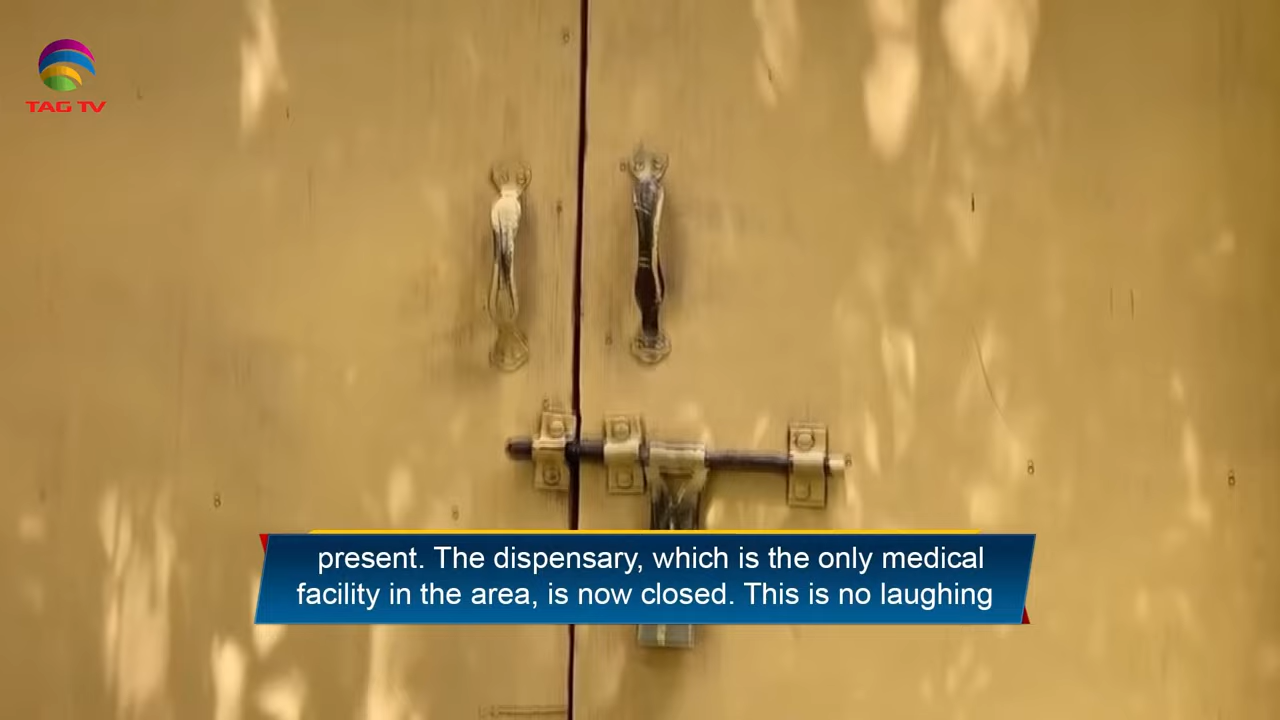 TAG TV
present. The dispensary, which is the only medical
facility in the area, is now closed. This is no laughing